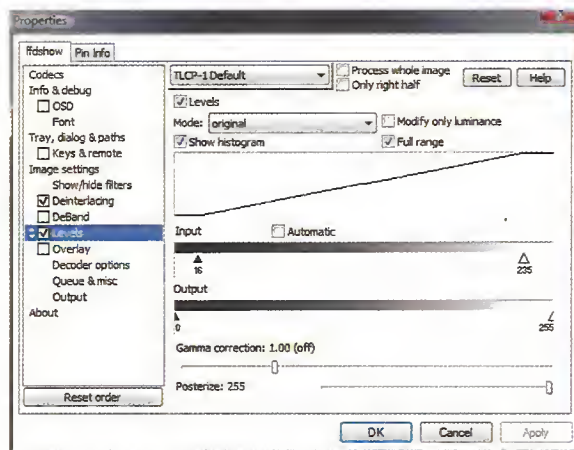 Properties
ffdshow Pin Info
Codecs
Info & debug
OSD
Font
Tray, dialog & paths
Keys & remote
Image settings
Show/hide filters
Deinterlacing
DeBand
Levels
Overlay
Decoder options
Queue & misc
Output
About
Reset order
TLCP-1 Default
Process whole image
Only right half
Reset Help
Levels
Mode: original
Modify only luminance
Show histogram
Full range
Input
Automatic
16 235
Output
0 255
Gamma correction: 1.00 (off)
Posterize: 255
OK Cancel Apply